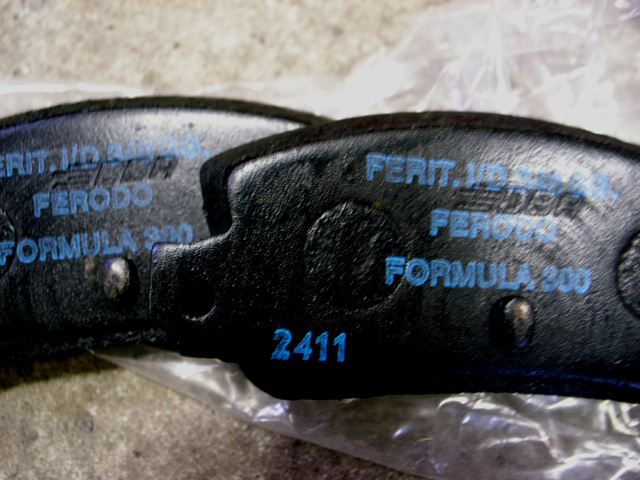 FERIT. I/D
FERODO
FORMULA 300
FERIT. I/D
FERODO
FORMULA 300
2411